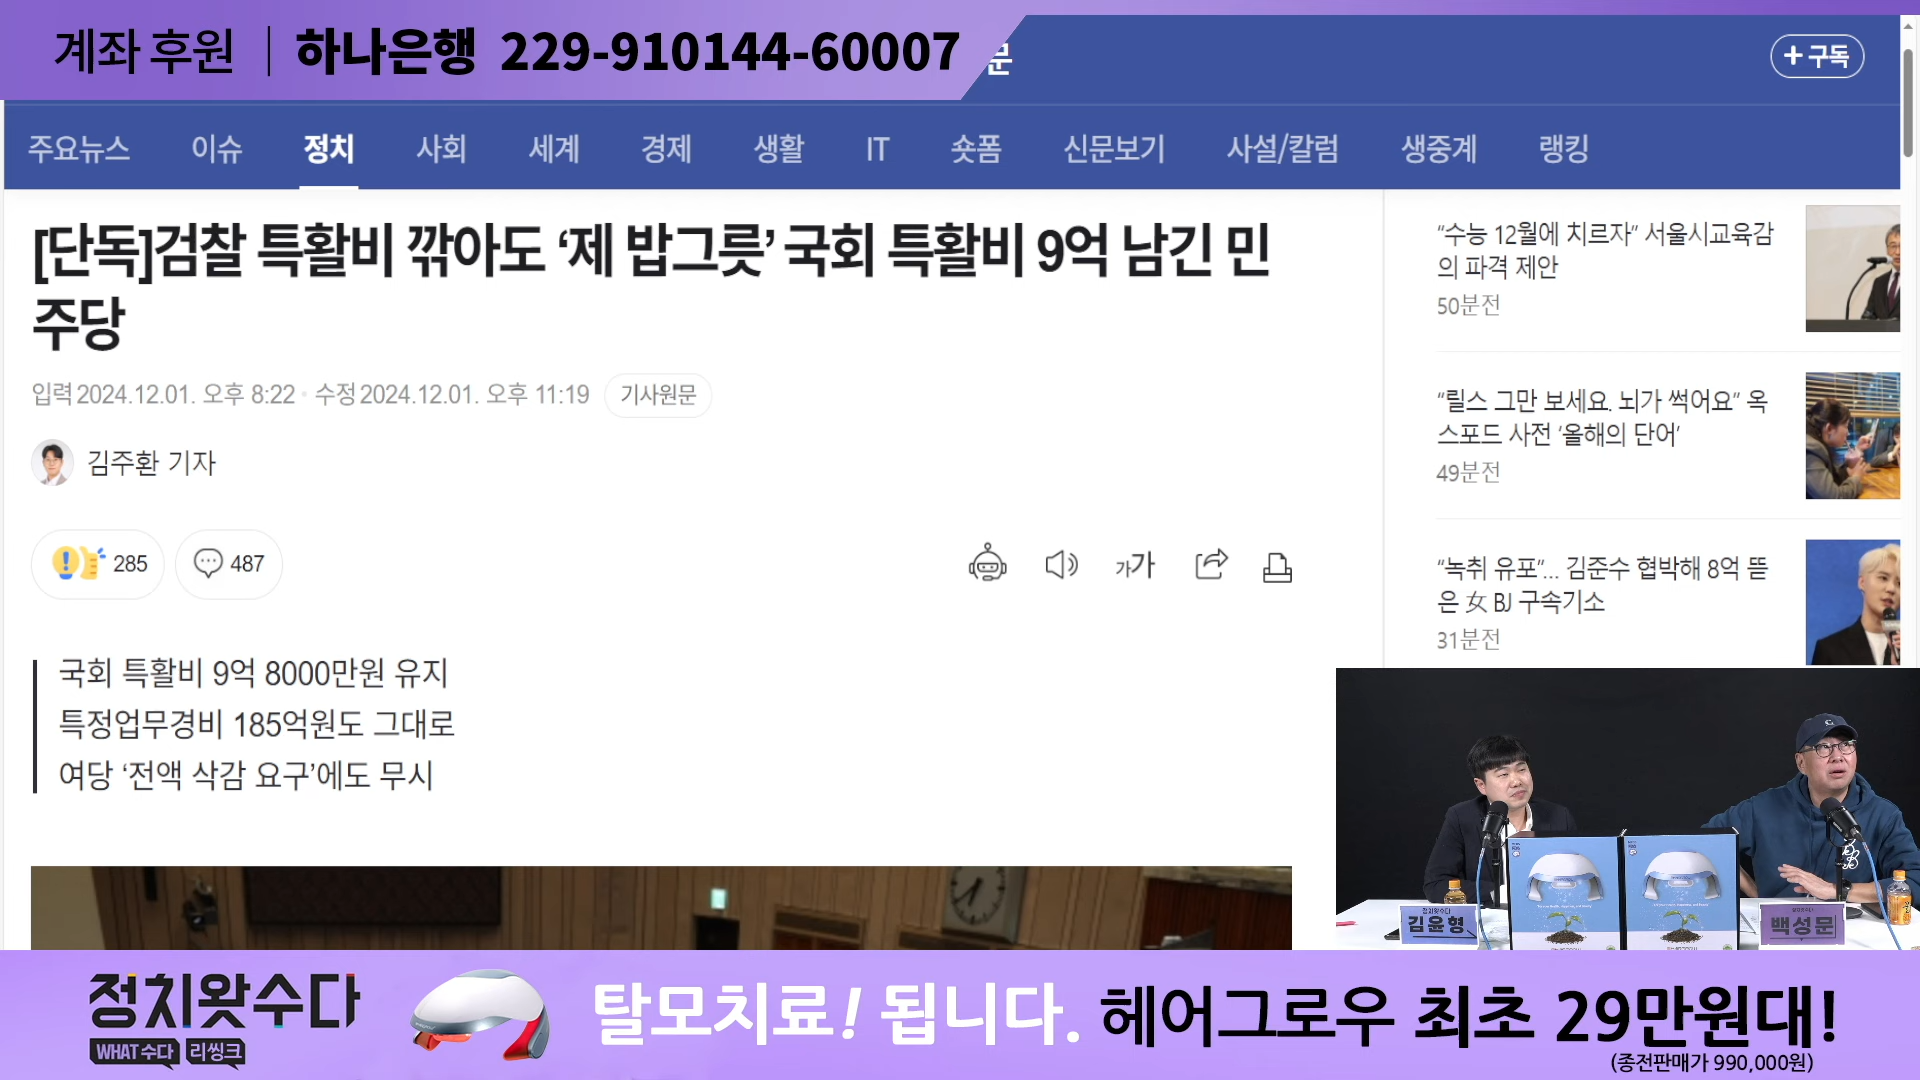 계좌 후원 하나은행 229-910144-60007
문
+ 구독
주요뉴스 이슈 정치 사회 세계 경제 생활 IT 숏폼 신문보기 사설/칼럼 생중계 랭킹
[단독]검찰 특활비 깎아도 ‘제 밥그릇’ 국회 특활비 9억 남긴 민
주당
입력 2024.12.01. 오후 8:22 · 수정 2024.12.01. 오후 11:19 기사원문
김주환 기자
285 487
가가
국회 특활비 9억 8000만원 유지
특정업무경비 185억원도 그대로
여당 ‘전액 삭감 요구’에도 무시
“수능 12월에 치르자” 서울시교육감
의 파격 제안
50분전
“릴스 그만 보세요. 뇌가 썩어요” 옥
스포드 사전 ‘올해의 단어’
49분전
“녹취 유포”... 김준수 협박해 8억 뜯
은 女 BJ 구속기소
31분전
정치왓수다
김윤형
백성문
정치왓수다
WHAT수다 리씽크
탈모치료! 됩니다. 헤어그로우 최초 29만원대!
(종전판매가 990,000원)